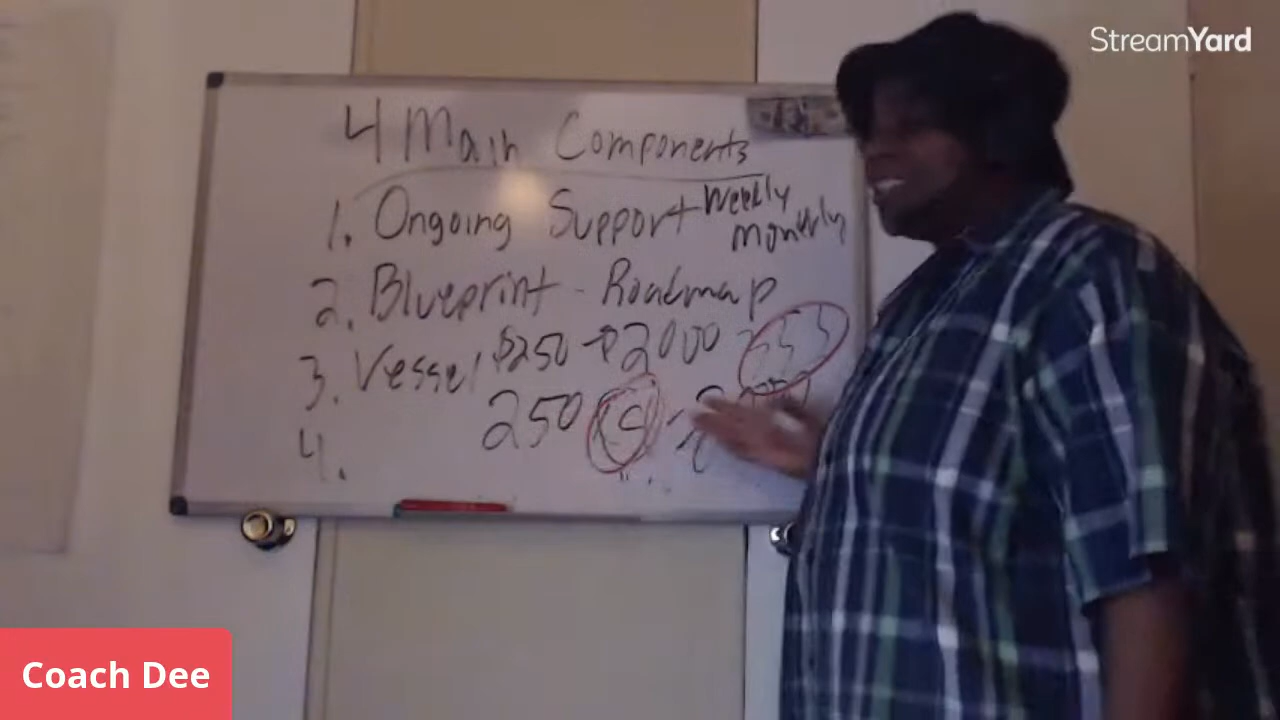 StreamYard
4 Main Components
1. Ongoing Support Weekly
monthly
2. Blueprint - Roadmap
3. Vessel $250 - $2000
250
4.
Coach Dee